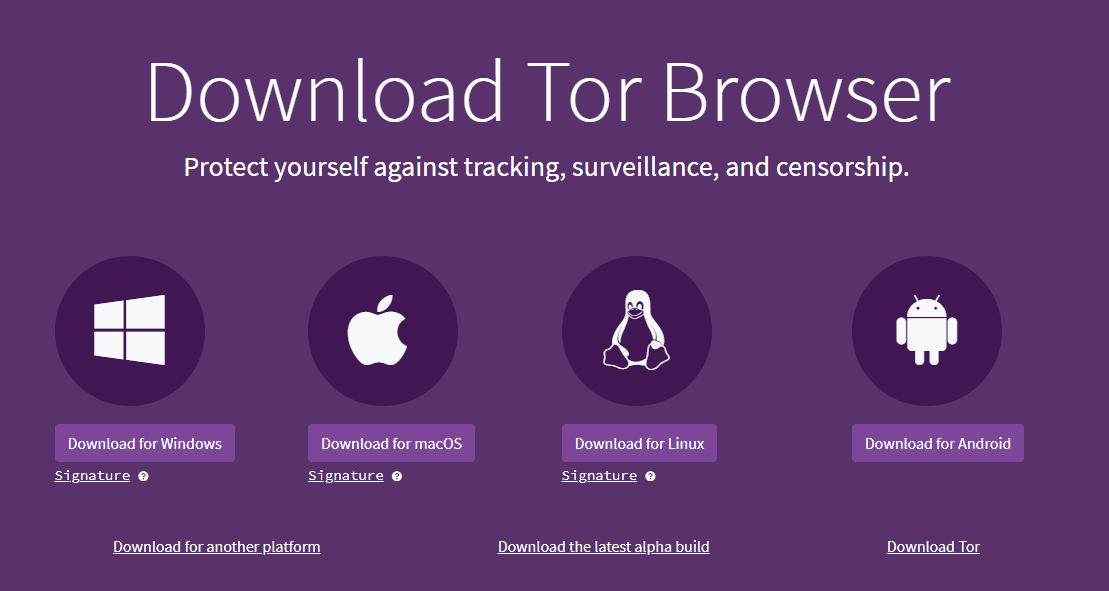 Download Tor Browser
Protect yourself against tracking, surveillance, and censorship.
Download for Windows
Download for macOS
Download for Linux
Download for Android
Signature ?
Signature ?
Signature ?
Download for another platform
Download the latest alpha build
Download Tor